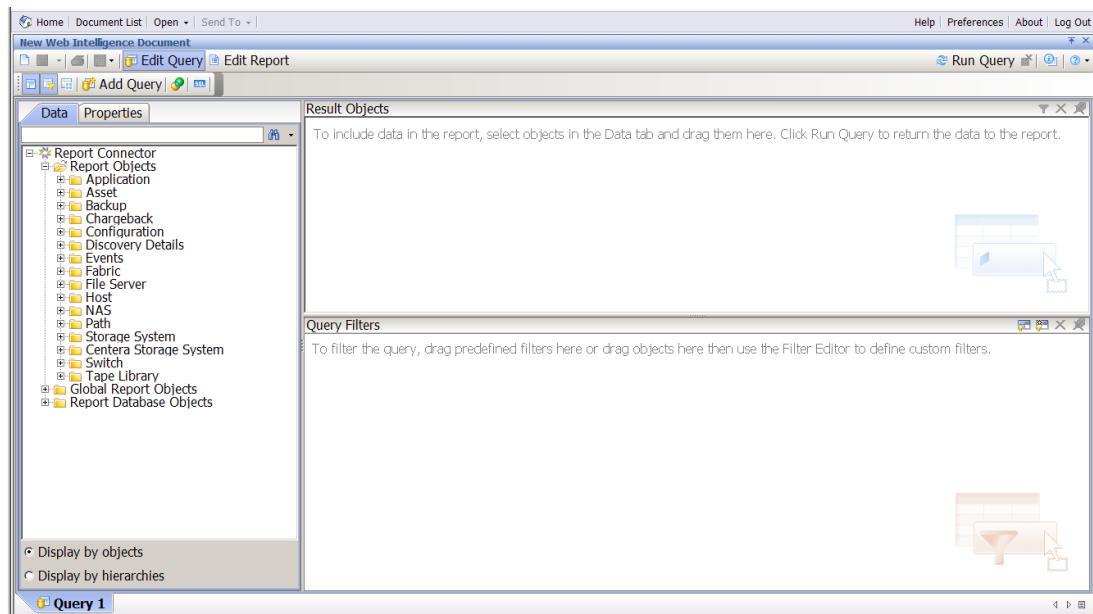 Home Document List Open Send To Help Preferences About Log Out
New Web Intelligence Document
Edit Query Edit Report Run Query
Add Query SQL
Data Properties
Report Connector
Report Objects
Application
Asset
Backup
Chargeback
Configuration
Discovery Details
Events
Fabric
File Server
Host
NAS
Path
Storage System
Centera Storage System
Switch
Tape Library
Global Report Objects
Report Database Objects
Display by objects
Display by hierarchies
Result Objects
To include data in the report, select objects in the Data tab and drag them here. Click Run Query to return the data to the report.
Query Filters
To filter the query, drag predefined filters here or drag objects here then use the Filter Editor to define custom filters.
Query 1